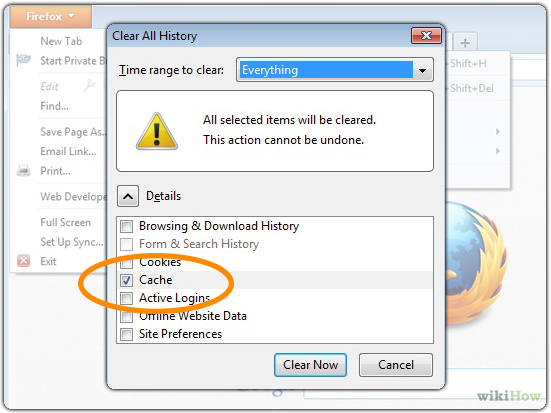 Firefox
New Tab
Start Private B
Edit
Find...
Save Page As..
Email Link...
Print...
Web Develope
Full Screen
Set Up Sync...
Exit
Shift+H
Shift+Del
Clear All History
Time range to clear: Everything
All selected items will be cleared.
This action cannot be undone.
Details
Browsing & Download History
Form & Search History
Cookies
Cache
Active Logins
Offline Website Data
Site Preferences
Clear Now Cancel
wikiHow